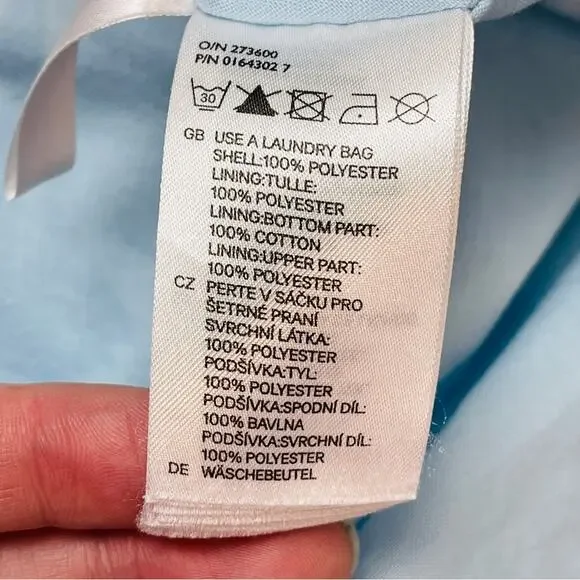 O/N 273600
P/N 0164302 7
30
GB USE A LAUNDRY BAG
SHELL:100% POLYESTER
LINING:TULLE:
100% POLYESTER
LINING:BOTTOM PART:
100% COTTON
LINING:UPPER PART:
100% POLYESTER
CZ PERTE V SÁČKU PRO
ŠETRNÉ PRANÍ
SVRCHNÍ LÁTKA:
100% POLYESTER
PODŠÍVKA:TYL:
100% POLYESTER
PODŠÍVKA:SPODNÍ DÍL:
100% BAVLNA
PODŠÍVKA:SVRCHNÍ DÍL:
100% POLYESTER
DE WÄSCHEBEUTEL